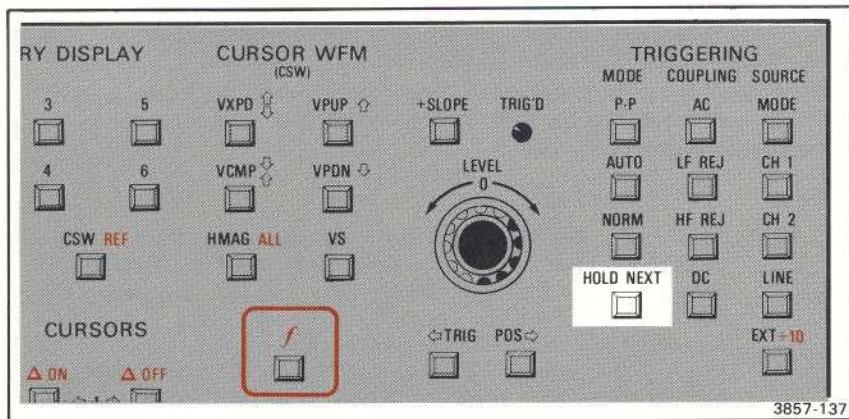 RY DISPLAY
CURSOR WFM
(CSW)
TRIGGERING
MODE COUPLING SOURCE
3 5 VXPD VPUP +SLOPE TRIG'D P-P AC MODE
4 6 VCMP VPDN LEVEL AUTO LF REJ CH 1
0
CSW REF HMAG ALL VS NORM HF REJ CH 2
HOLD NEXT DC LINE
CURSORS
f
⇦TRIG POS⇨ EXT÷10
Δ ON Δ OFF
3857-137